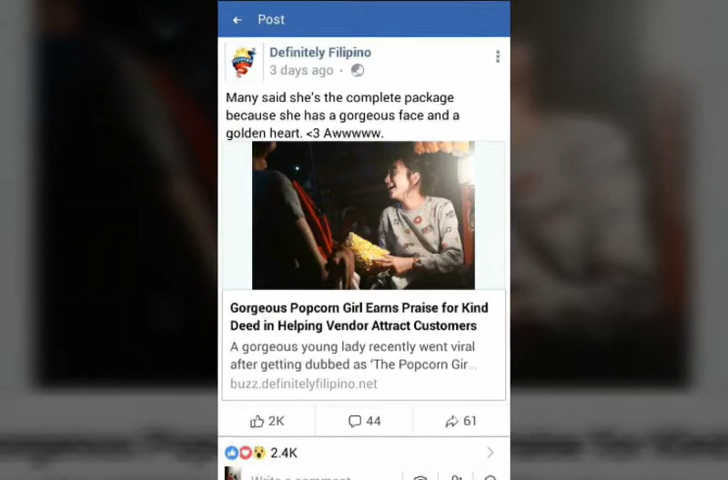 Post
Definitely Filipino
3 days ago
Many said she's the complete package
because she has a gorgeous face and a
golden heart. <3 Awwwww.
Gorgeous Popcorn Girl Earns Praise for Kind
Deed in Helping Vendor Attract Customers
A gorgeous young lady recently went viral
after getting dubbed as ‘The Popcorn Gir...
buzz.definitelyfilipino.net
2K 44 61
2.4K
Write a comment...